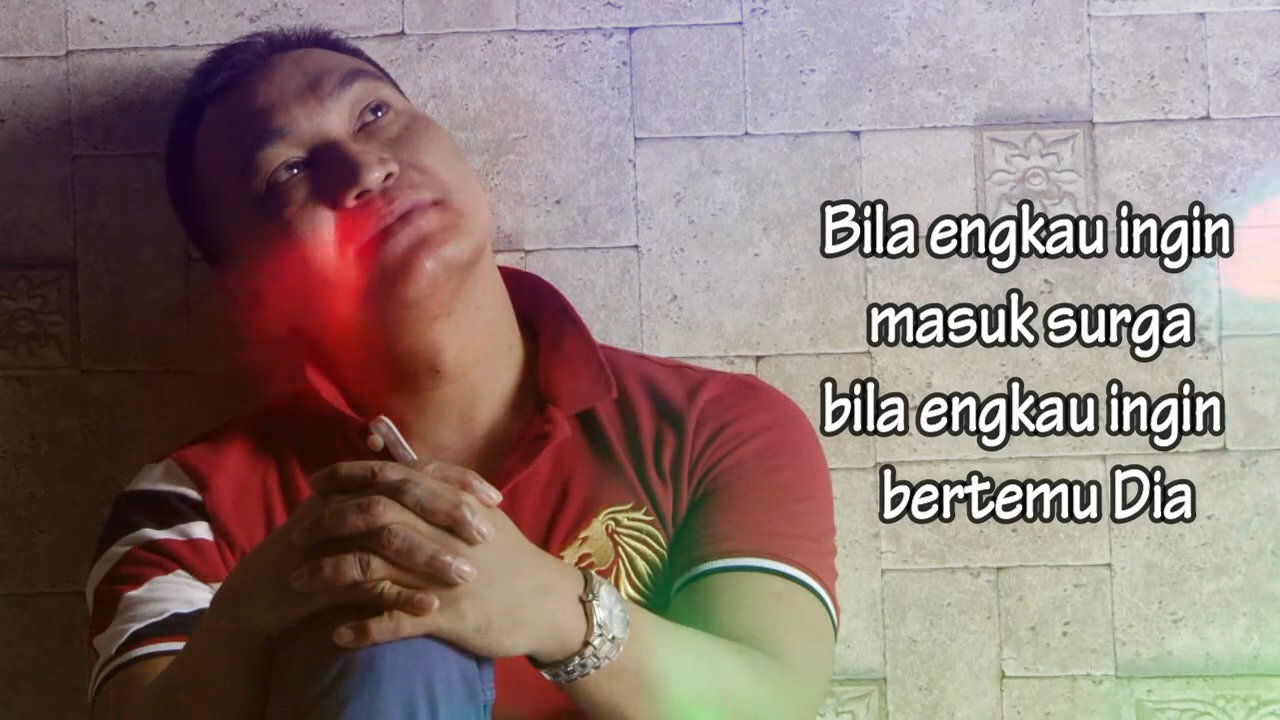 Bila engkau ingin
masuk surga
bila engkau ingin
bertemu Dia